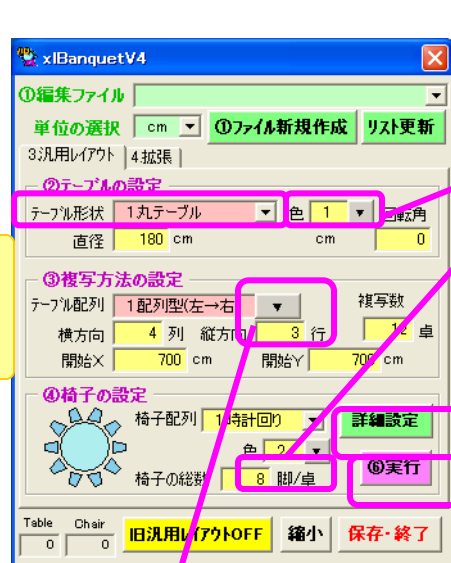 xlBanquetV4
①編集ファイル
単位の選択 cm ①ファイル新規作成 リスト更新
3汎用レイアウト 4.拡張
②テーブルの設定
テーブル形状 1丸テーブル 色 1 回転角
直径 180 cm cm 0
③複写方法の設定
テーブル配列 1配列型(左→右 複写数
横方向 4 列 縦方向 3 行 12 卓
開始X 700 cm 開始Y 700 cm
④椅子の設定
椅子配列 1時計回り 詳細設定
色 2
椅子の総数 8 脚/卓 ⑥実行
Table Chair
0 0 旧汎用レイアウトOFF 縮小 保存・終了